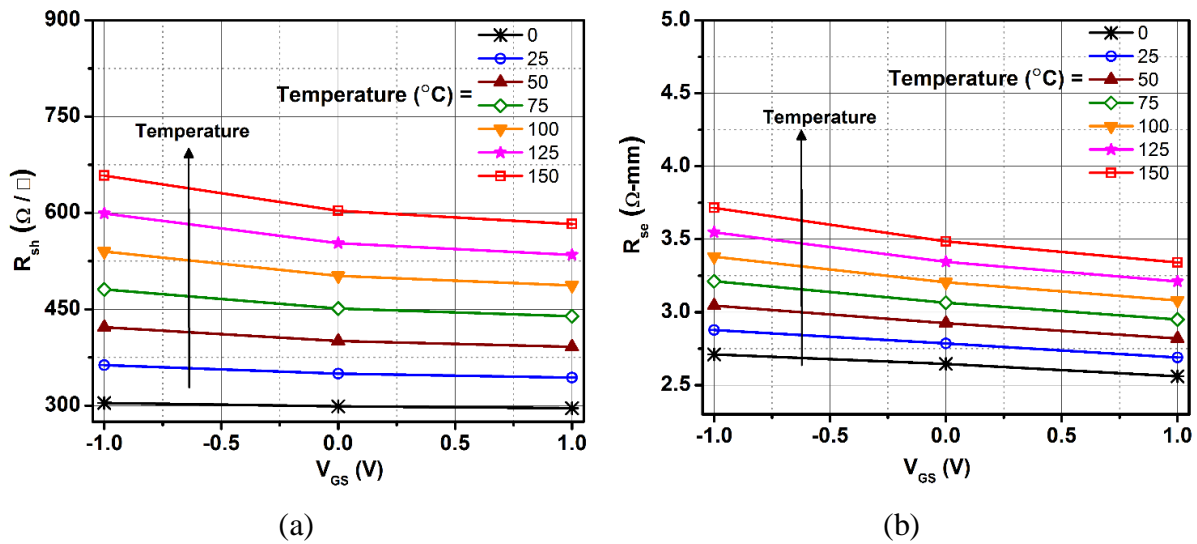 900
750
600
450
300
R_sh (Ω / □)
Temperature (°C) =
0
25
50
75
100
125
150
Temperature
-1.0 -0.5 0.0 0.5 1.0
V_GS (V)
(a)
5.0
4.5
4.0
3.5
3.0
2.5
R_se (Ω-mm)
Temperature (°C) =
0
25
50
75
100
125
150
Temperature
-1.0 -0.5 0.0 0.5 1.0
V_GS (V)
(b)